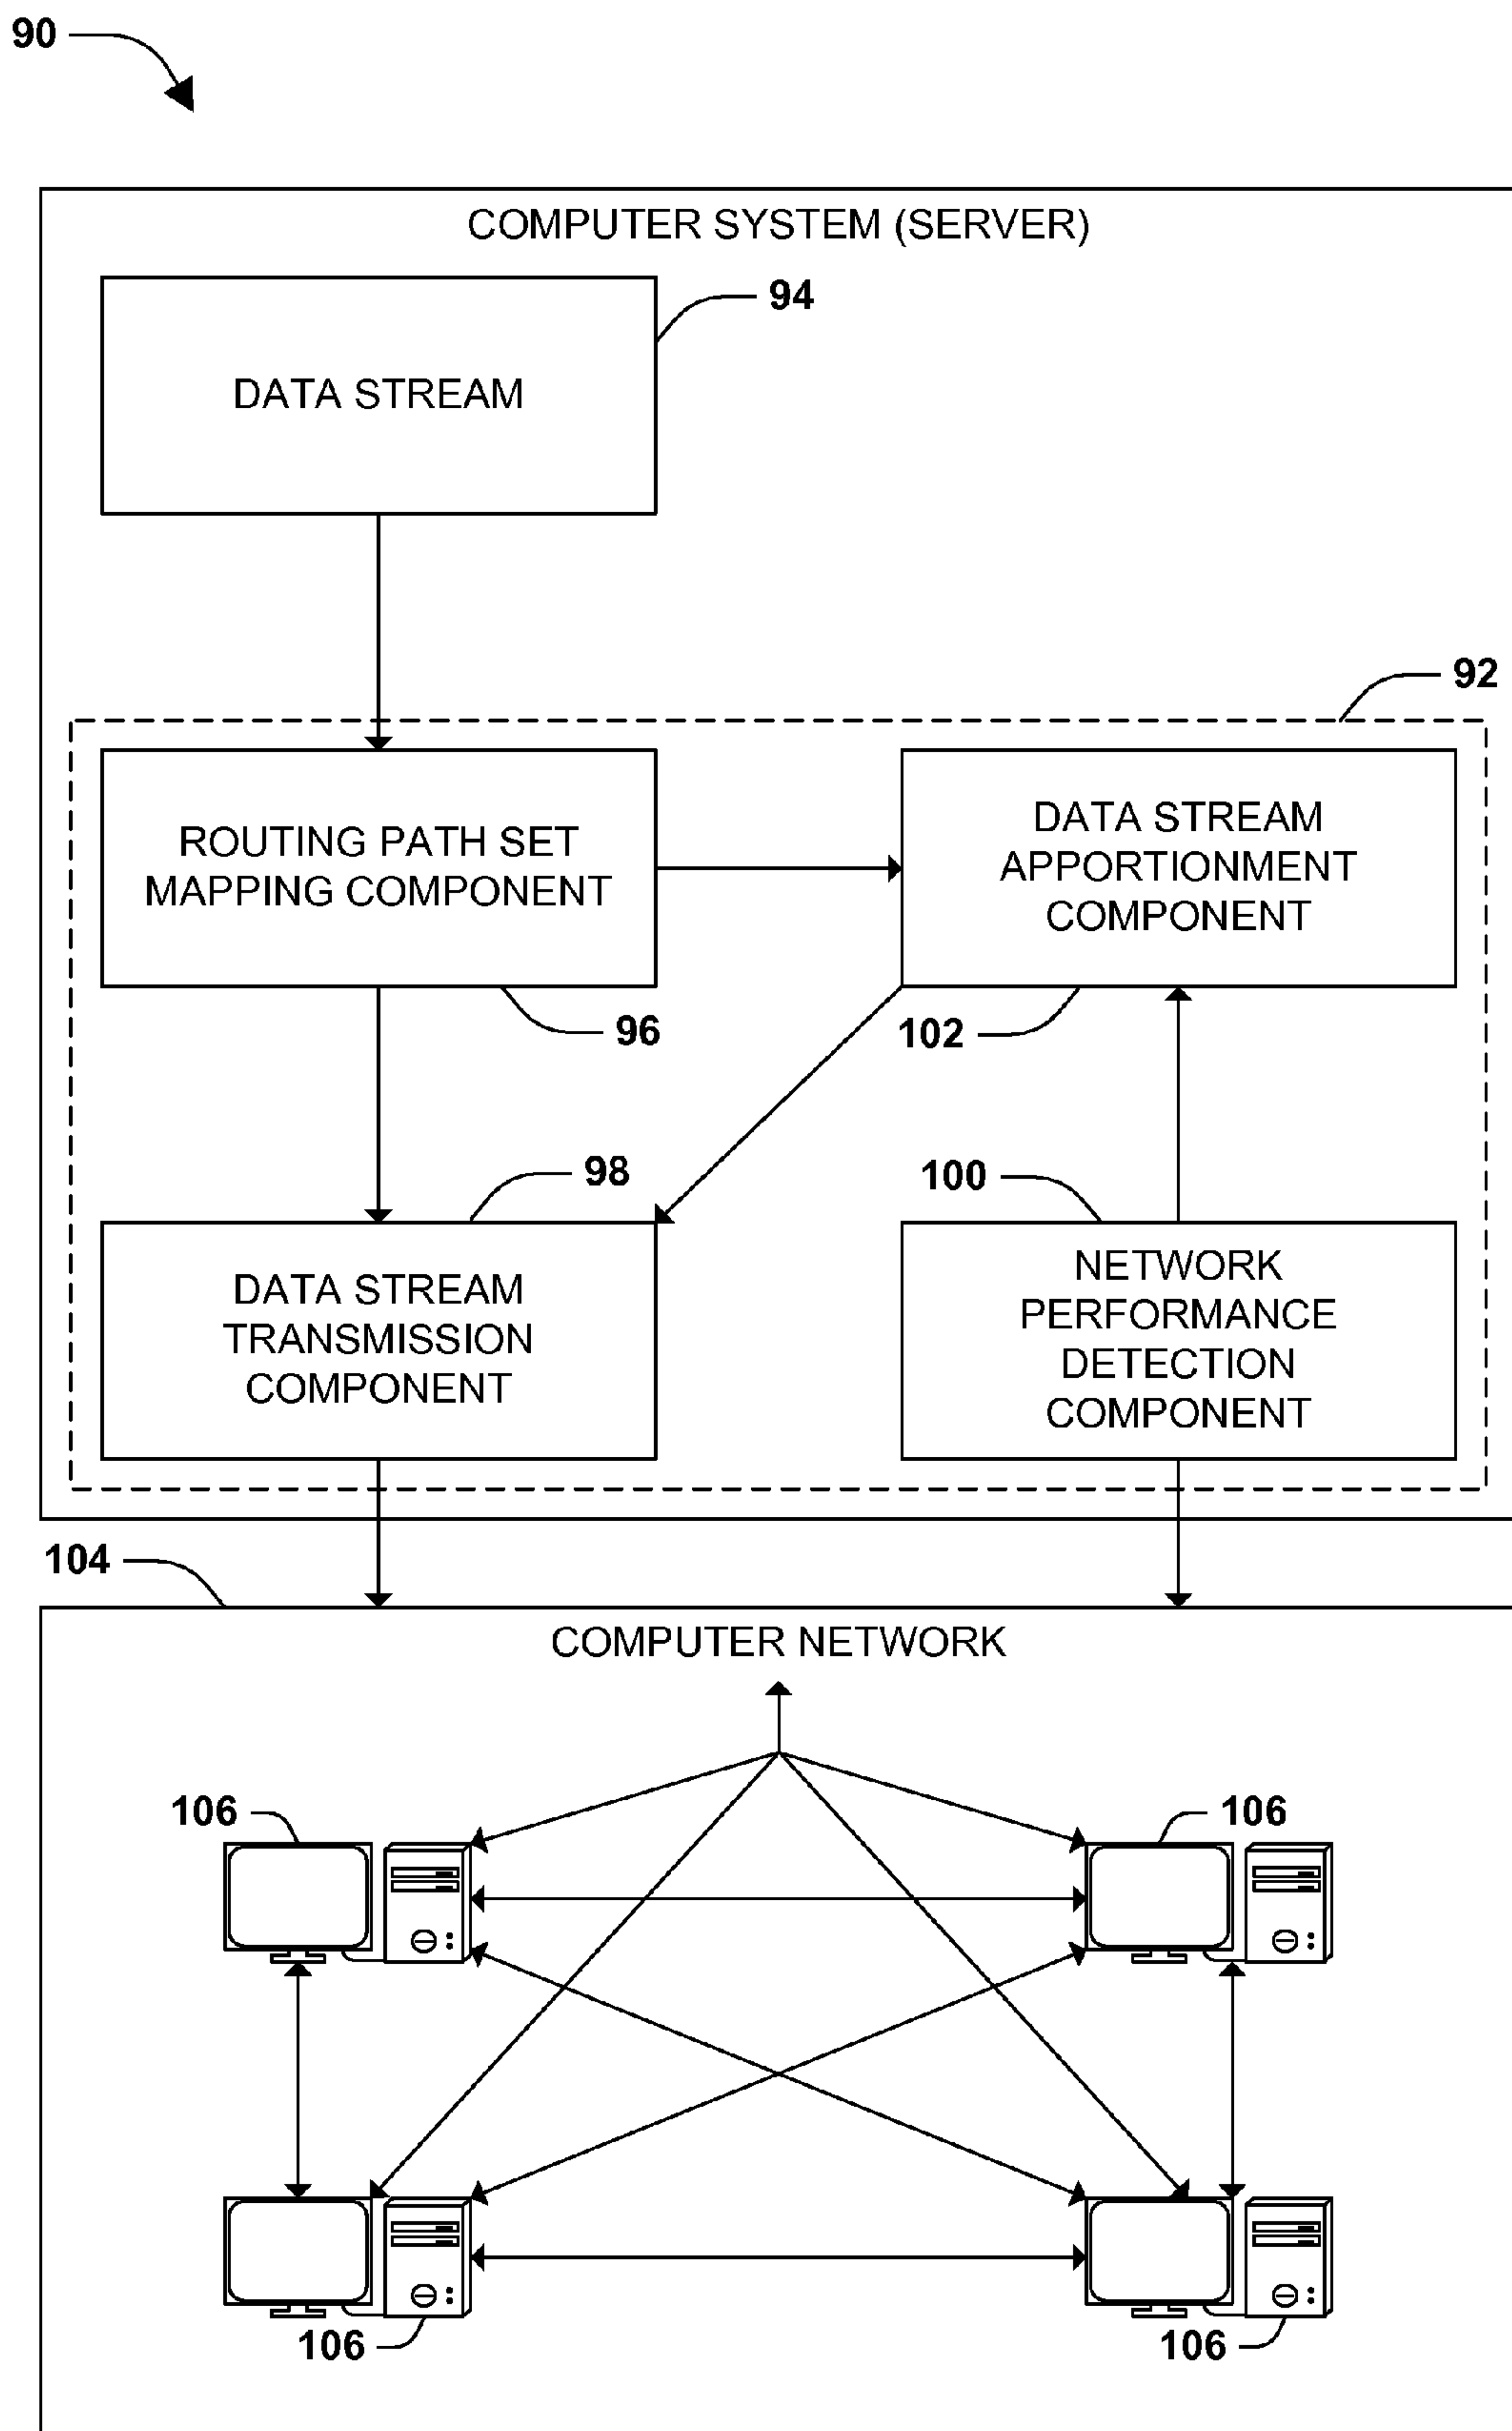 90
COMPUTER SYSTEM (SERVER)
94
DATA STREAM
92
ROUTING PATH SET
MAPPING COMPONENT
DATA STREAM
APPORTIONMENT
COMPONENT
96
102
98
100
DATA STREAM
TRANSMISSION
COMPONENT
NETWORK
PERFORMANCE
DETECTION
COMPONENT
104
COMPUTER NETWORK
106
106
106
106